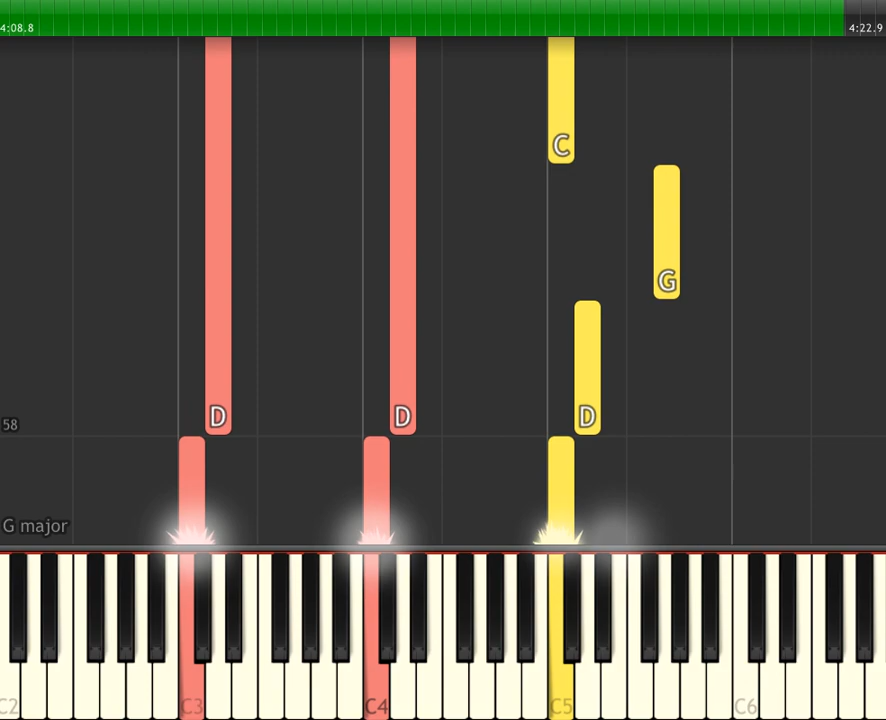 4:08.8 4:22.9
C
G
D D D
58
G major
C2 C3 C4 C5 C6